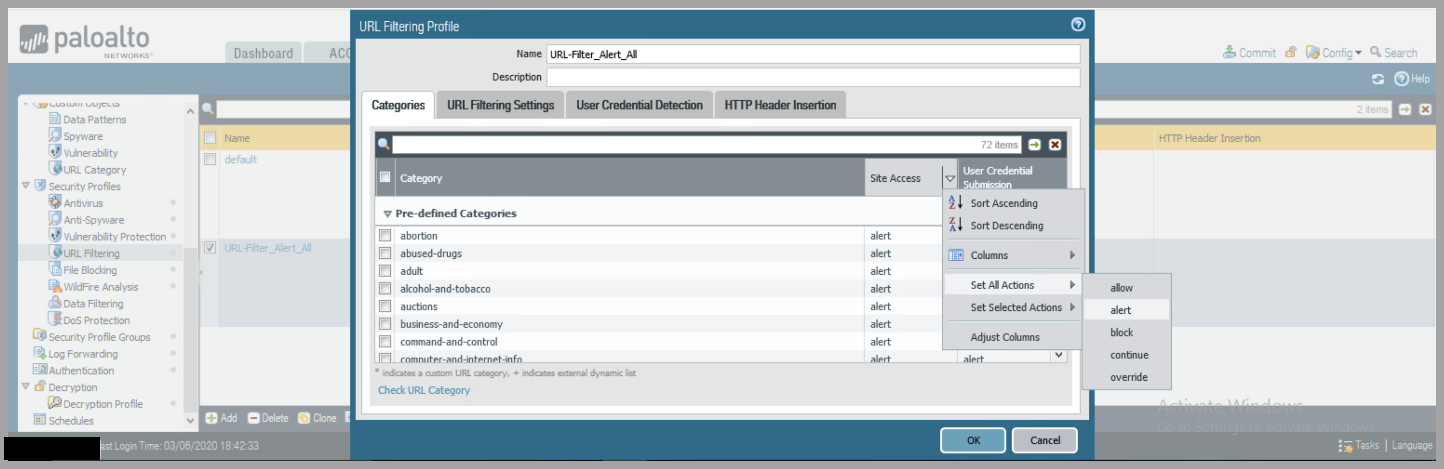 paloalto
NETWORKS
Dashboard
ACC
Commit
Config
Search
Help
URL Filtering Profile
Name URL-Filter_Alert_All
Description
Categories
URL Filtering Settings
User Credential Detection
HTTP Header Insertion
Custom Objects
Data Patterns
Spyware
Vulnerability
URL Category
Security Profiles
Antivirus
Anti-Spyware
Vulnerability Protection
URL Filtering
File Blocking
WildFire Analysis
Data Filtering
DoS Protection
Security Profile Groups
Log Forwarding
Authentication
Decryption
Decryption Profile
Schedules
Name
default
URL-Filter_Alert_All
2 items
HTTP Header Insertion
72 items
Category
Site Access
User Credential
Submission
Pre-defined Categories
abortion alert
abused-drugs alert
adult alert
alcohol-and-tobacco alert
auctions alert
business-and-economy alert
command-and-control alert
computer-and-internet-info alert alert
Sort Ascending
Sort Descending
Columns
Set All Actions
Set Selected Actions
Adjust Columns
allow
alert
block
continue
override
* indicates a custom URL category, + indicates external dynamic list
Check URL Category
OK
Cancel
Add
Delete
Clone
Activate Windows
Go to Settings to activate Windows.
Login Time: 03/06/2020 18:42:33
Tasks | Language